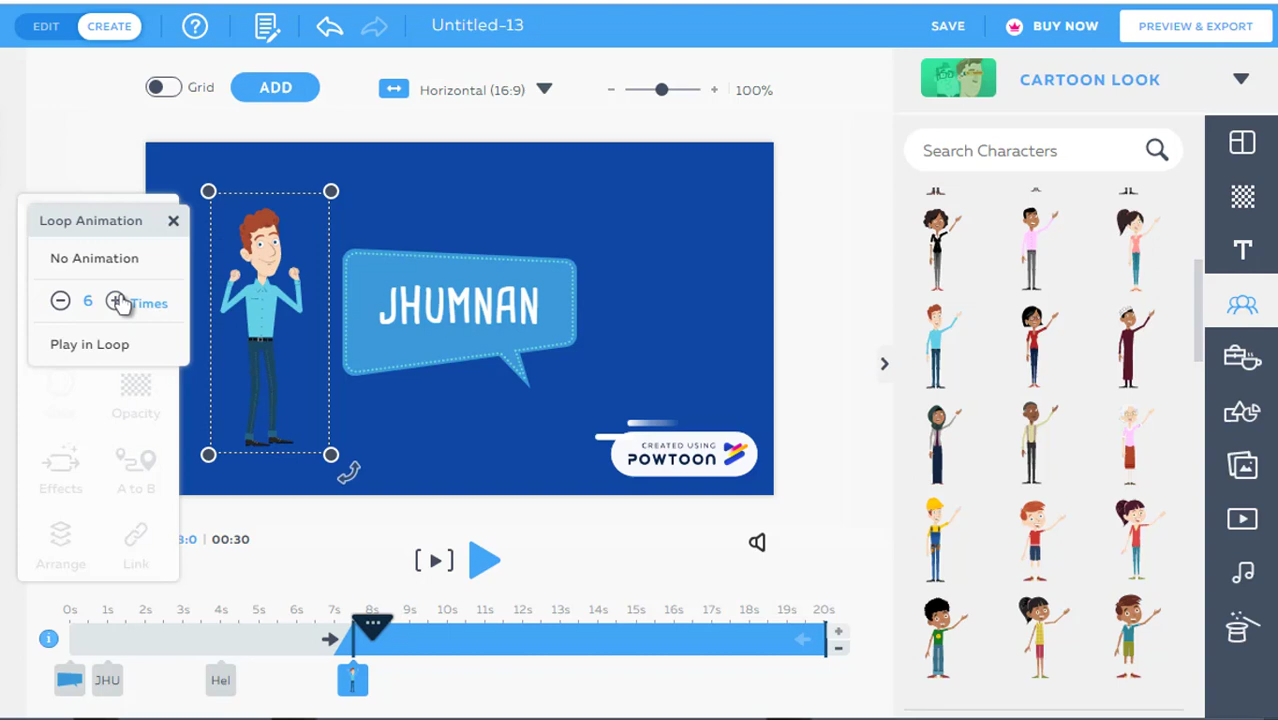 EDIT CREATE Untitled-13 SAVE BUY NOW PREVIEW & EXPORT
Grid ADD Horizontal (16:9) 100%
CARTOON LOOK
Search Characters
Loop Animation
No Animation
6 Times
Play in Loop
Opacity
Effects A to B
Arrange Link
JHUMNAN
CREATED USING
POWTOON
8:0 | 00:30
0s 1s 2s 3s 4s 5s 6s 7s 8s 9s 10s 11s 12s 13s 14s 15s 16s 17s 18s 19s 20s
JHU Hel